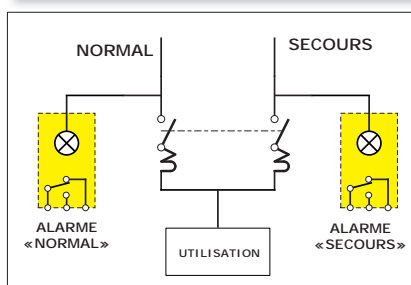 NORMAL
SECOURS
ALARME
«NORMAL»
UTILISATION
ALARME
«SECOURS»